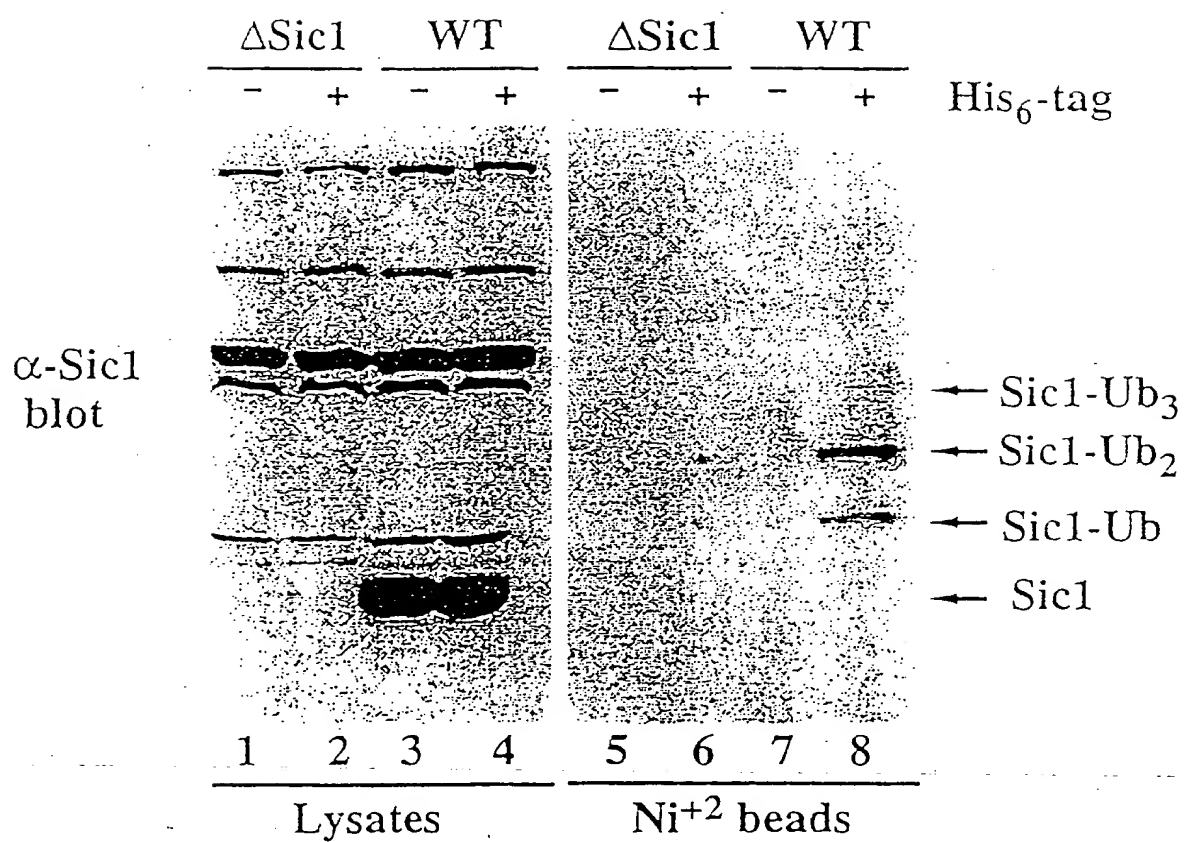 ΔSic1 WT ΔSic1 WT
− + − + − + − + His₆-tag
α-Sic1
blot
Sic1-Ub₃
Sic1-Ub₂
Sic1-Ub
Sic1
1 2 3 4 5 6 7 8
Lysates Ni⁺² beads